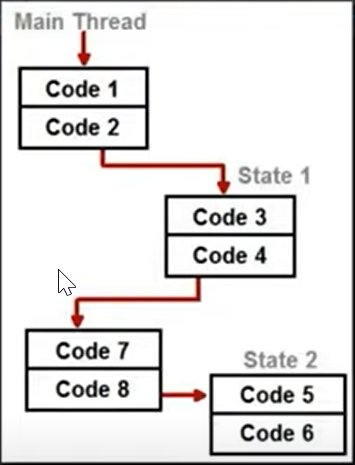 Main Thread
Code 1
Code 2
State 1
Code 3
Code 4
Code 7
Code 8
State 2
Code 5
Code 6